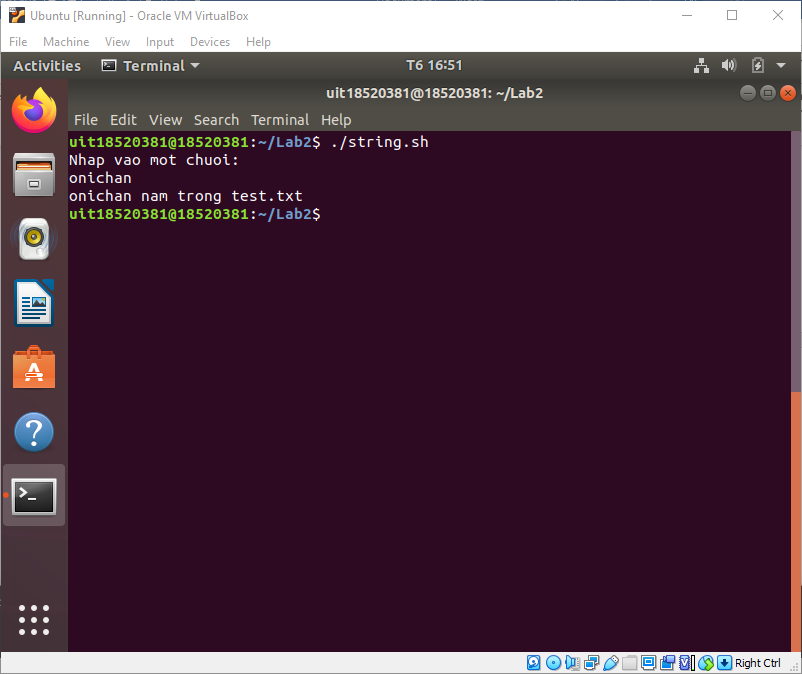 Ubuntu [Running] - Oracle VM VirtualBox
File Machine View Input Devices Help
Activities Terminal T6 16:51
uit18520381@18520381: ~/Lab2
File Edit View Search Terminal Help
uit18520381@18520381:~/Lab2$ ./string.sh
Nhap vao mot chuoi:
onichan
onichan nam trong test.txt
uit18520381@18520381:~/Lab2$
Right Ctrl